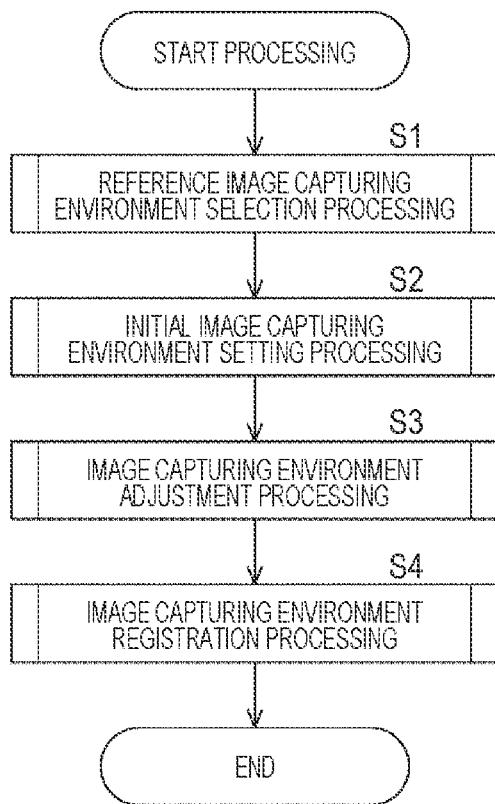 START PROCESSING
S1
REFERENCE IMAGE CAPTURING
ENVIRONMENT SELECTION PROCESSING
S2
INITIAL IMAGE CAPTURING
ENVIRONMENT SETTING PROCESSING
S3
IMAGE CAPTURING ENVIRONMENT
ADJUSTMENT PROCESSING
S4
IMAGE CAPTURING ENVIRONMENT
REGISTRATION PROCESSING
END